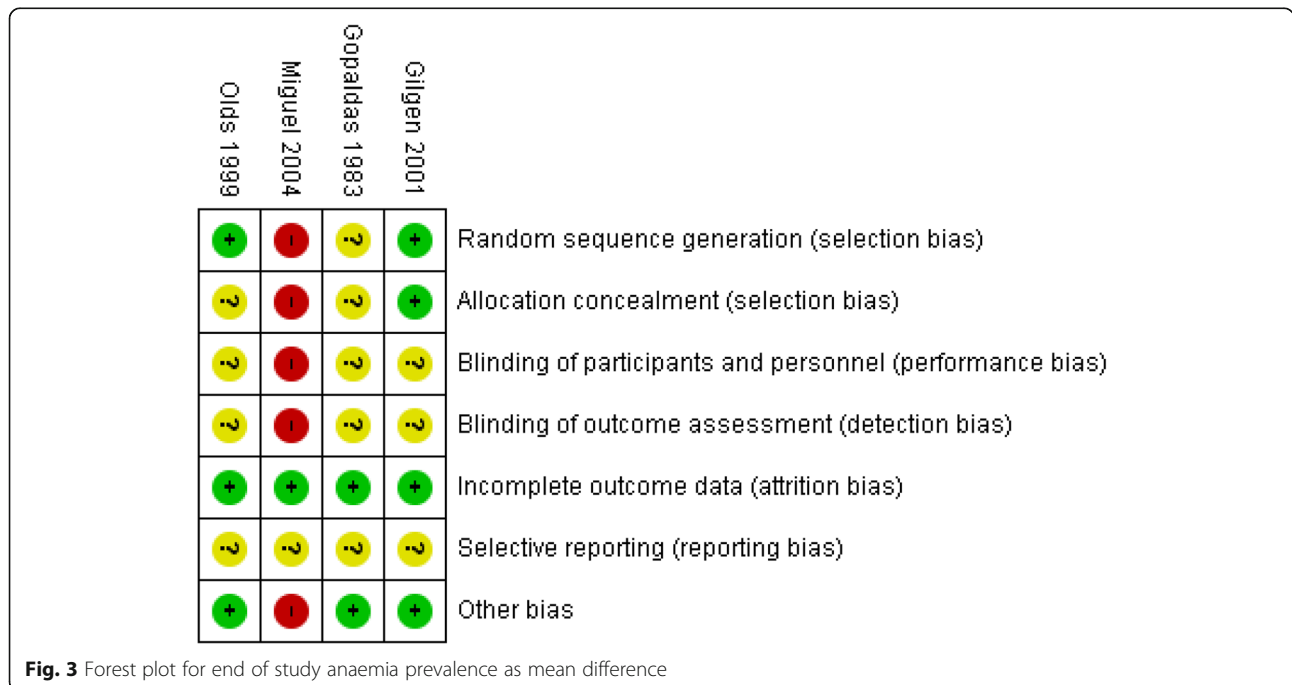 Olds 1999
Miguel 2004
Gopaldas 1983
Gilgen 2001
+ - ? + Random sequence generation (selection bias)
? - ? + Allocation concealment (selection bias)
? - ? ? Blinding of participants and personnel (performance bias)
? - ? ? Blinding of outcome assessment (detection bias)
+ + + + Incomplete outcome data (attrition bias)
? ? ? ? Selective reporting (reporting bias)
+ - + + Other bias
Fig. 3 Forest plot for end of study anaemia prevalence as mean difference